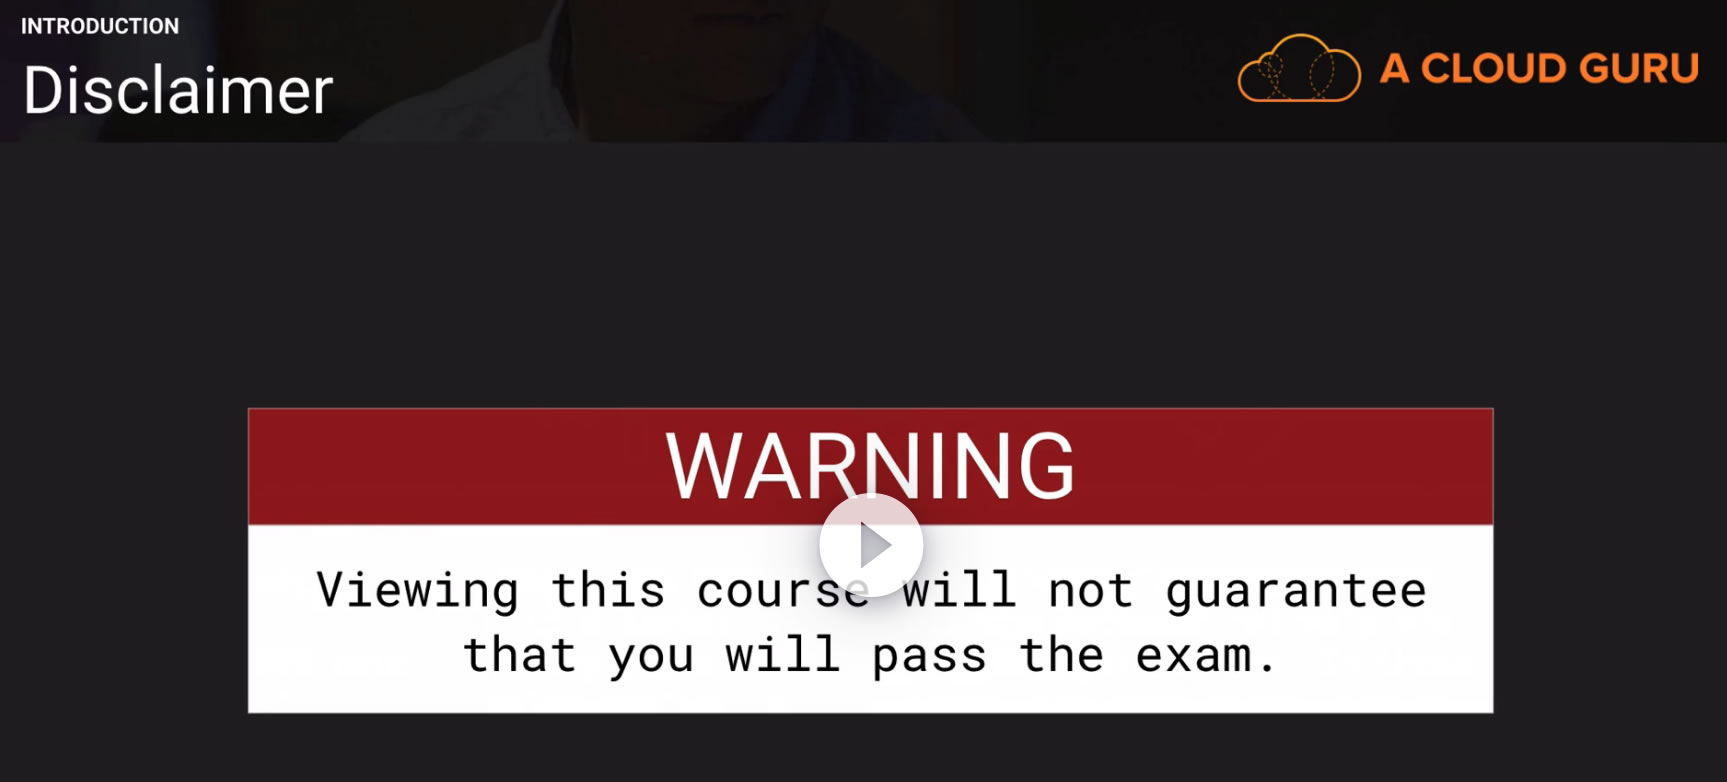 INTRODUCTION
Disclaimer
A CLOUD GURU
WARNING
Viewing this course will not guarantee
that you will pass the exam.